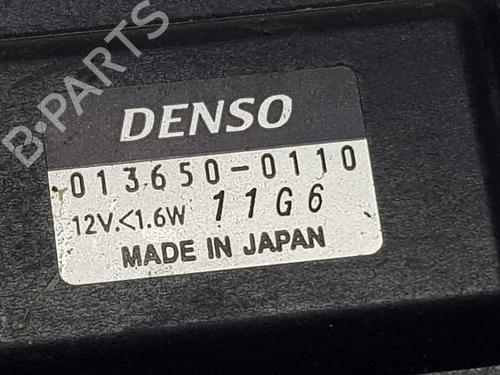 B-PARTS
DENSO
013650-0110
12V.<1.6W 11G6
MADE IN JAPAN